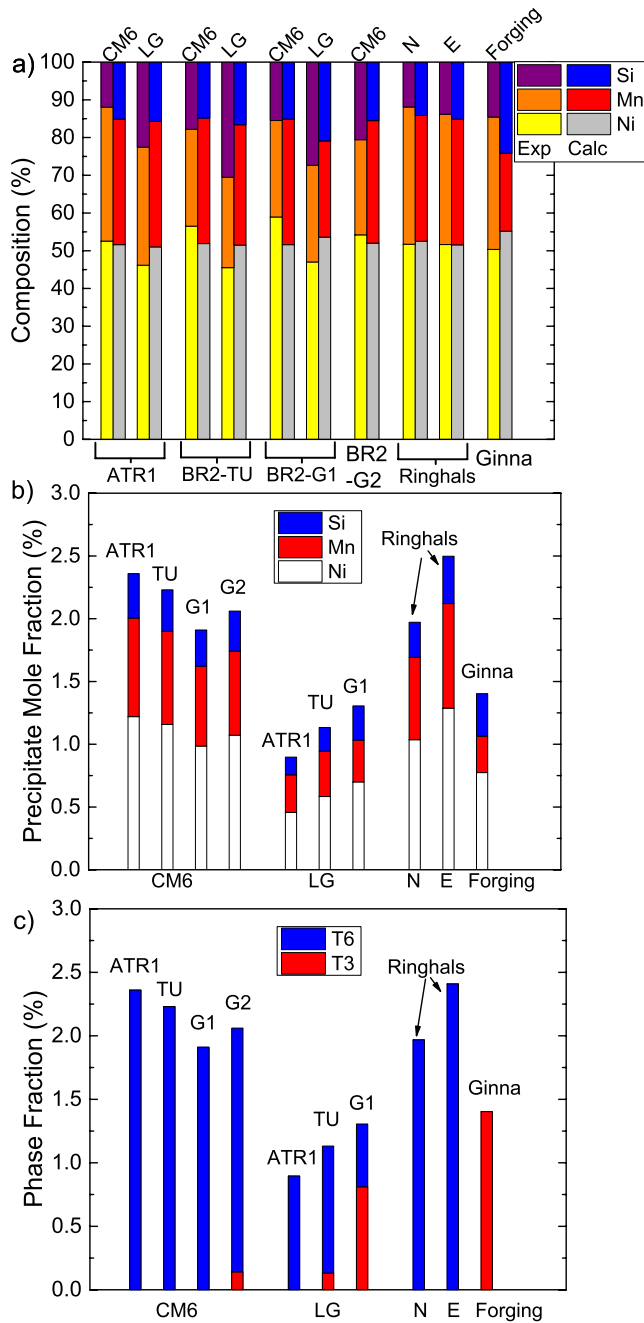 a)
CM6 LG CM6 LG CM6 LG CM6 N E Forging
100
90
80
70
60
50
40
30
20
10
0
Composition (%)
Si
Mn
Ni
Exp Calc
ATR1 BR2-TU BR2-G1 BR2 -G2 Ringhals Ginna
b)
3.0
2.5
2.0
1.5
1.0
0.5
0.0
Precipitate Mole Fraction (%)
Si
Mn
Ni
ATR1
TU
G1
G2
ATR1
TU
G1
Ringhals
Ginna
CM6 LG N E Forging
c)
3.0
2.5
2.0
1.5
1.0
0.5
0.0
Phase Fraction (%)
T6
T3
ATR1
TU
G1
G2
ATR1
TU
G1
Ringhals
Ginna
CM6 LG N E Forging